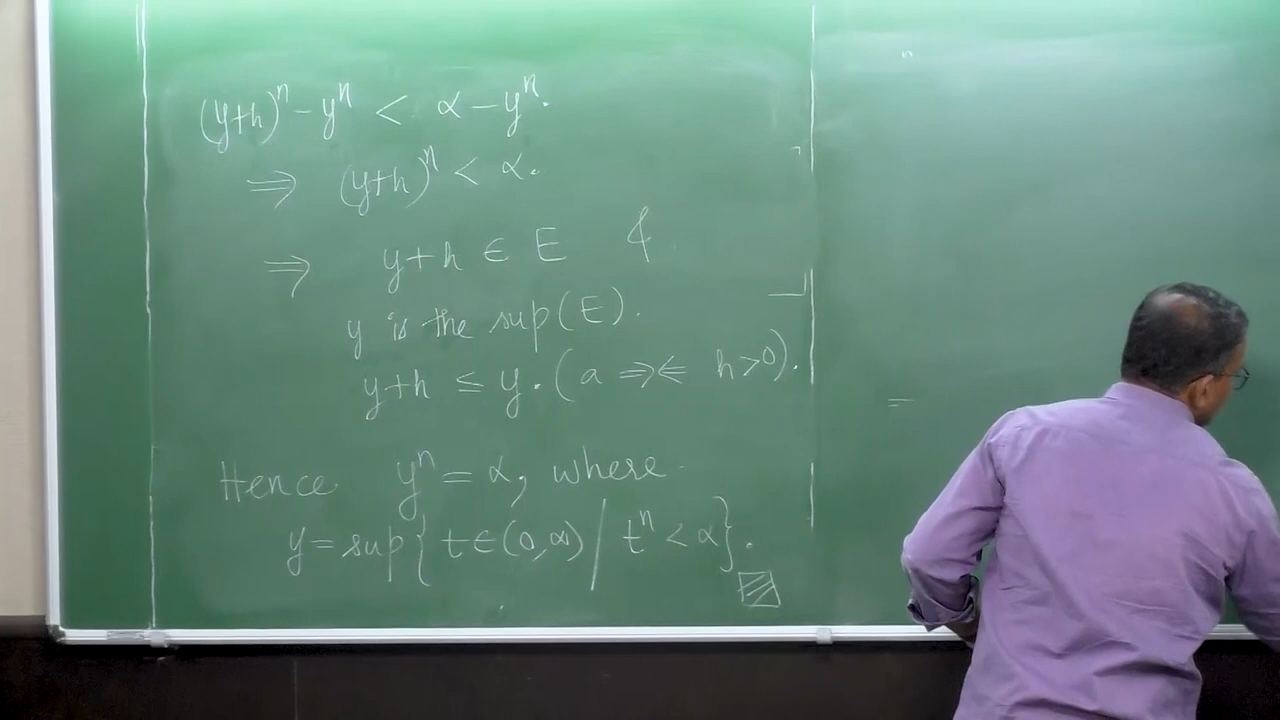 (y+h)^n - y^n < α - y^n.
⇒ (y+h)^n < α.
⇒ y+h ∈ E &
y is the sup(E).
y+h ≤ y. (a ⇒⇐ h>0).
Hence y^n = α, where
y = sup{ t∈(0,∞) / t^n < α }.